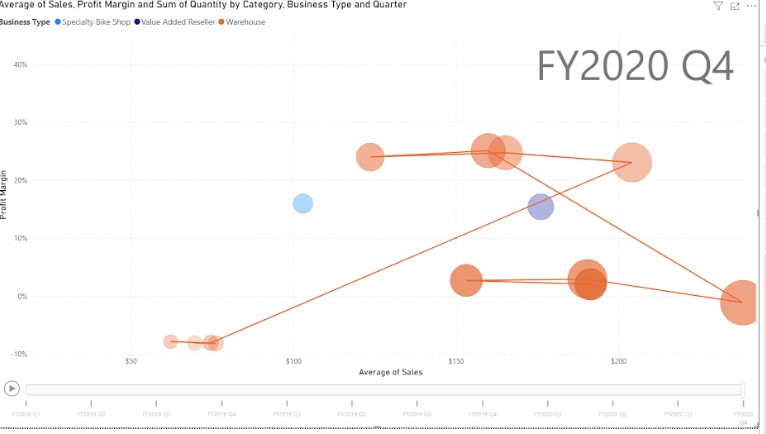 Average of Sales, Profit Margin and Sum of Quantity by Category, Business Type and Quarter
Business Type Specialty Bike Shop Value Added Reseller Warehouse
FY2020 Q4
40%
30%
20%
10%
0%
-10%
Profit Margin
$50 $100 $150 $200
Average of Sales
FY2018 Q1 FY2018 Q2 FY2018 Q3 FY2018 Q4 FY2019 Q1 FY2019 Q2 FY2019 Q3 FY2019 Q4 FY2020 Q1 FY2020 Q2 FY2020 Q3 FY2020 Q4